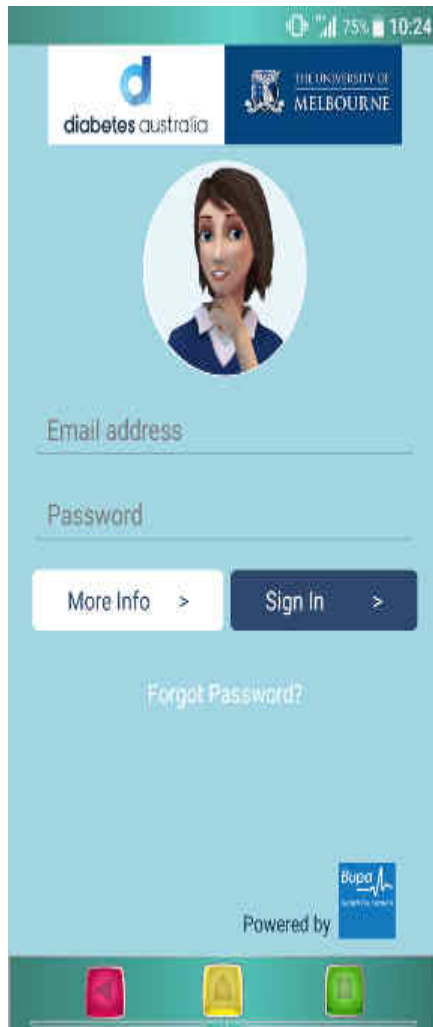 75% 10:24
diabetes australia
THE UNIVERSITY OF
MELBOURNE
Email address
Password
More Info >
Sign In >
Forgot Password?
Bupa
Powered by